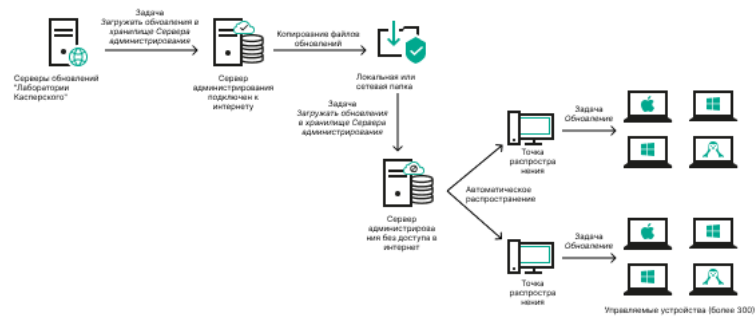 Задача
Загружать обновления в
хранилище Сервера
администрирования
Серверы обновлений
"Лаборатории
Касперского"
Сервер
администрирования
подключен к
интернету
Копирование файлов
обновлений
Локальная или
сетевая папка
Задача
Загружать обновления
в хранилище Сервера
администрирования
Сервер
администрирова
ния без доступа в
интернет
Автоматическое
распространение
Точка
распростра
нения
Задача
Обновление
Точка
распростра
нения
Задача
Обновление
Управляемые устройства (более 300)